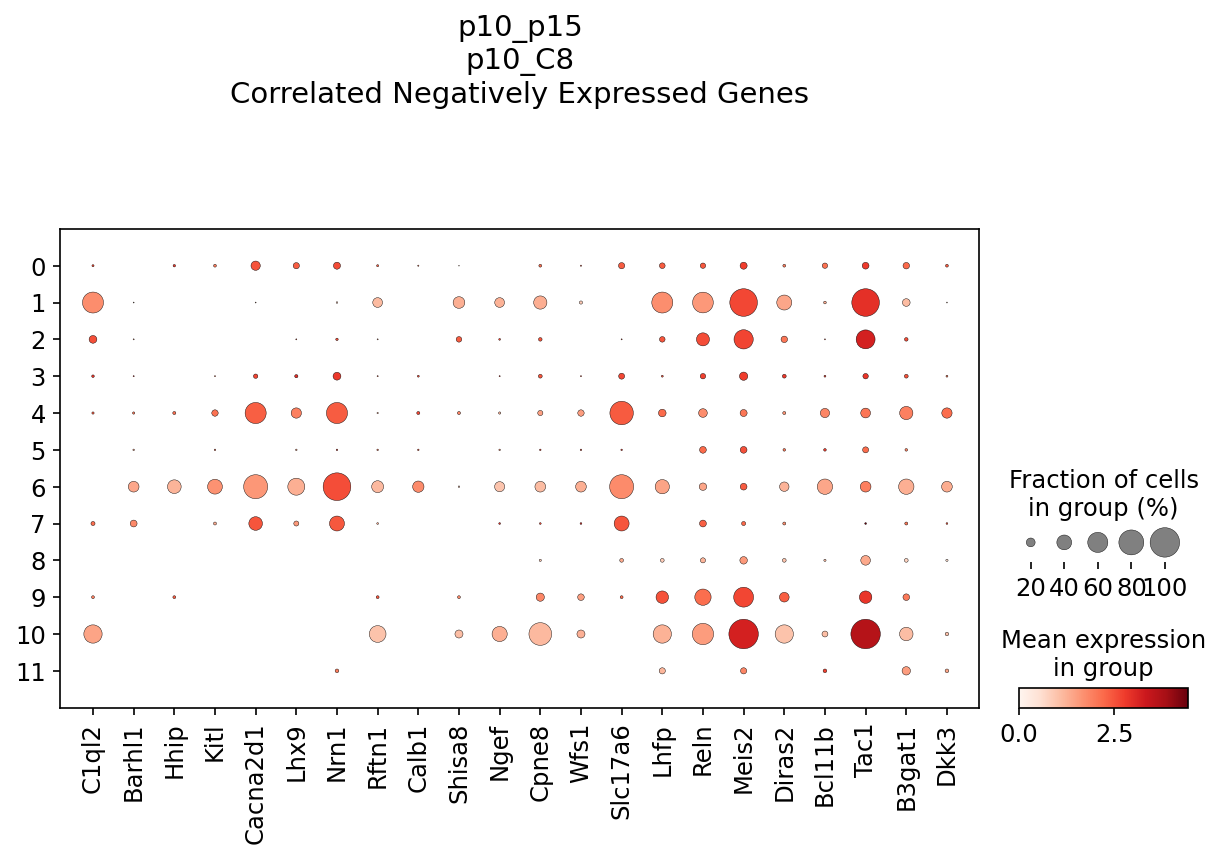 p10_p15
p10_C8
Correlated Negatively Expressed Genes
0
1
2
3
4
5
6
7
8
9
10
11
C1ql2
Barhl1
Hhip
Kitl
Cacna2d1
Lhx9
Nrn1
Rftn1
Calb1
Shisa8
Ngef
Cpne8
Wfs1
Slc17a6
Lhfp
Reln
Meis2
Diras2
Bcl11b
Tac1
B3gat1
Dkk3
Fraction of cells
in group (%)
20 40 60 80 100
Mean expression
in group
0.0 2.5